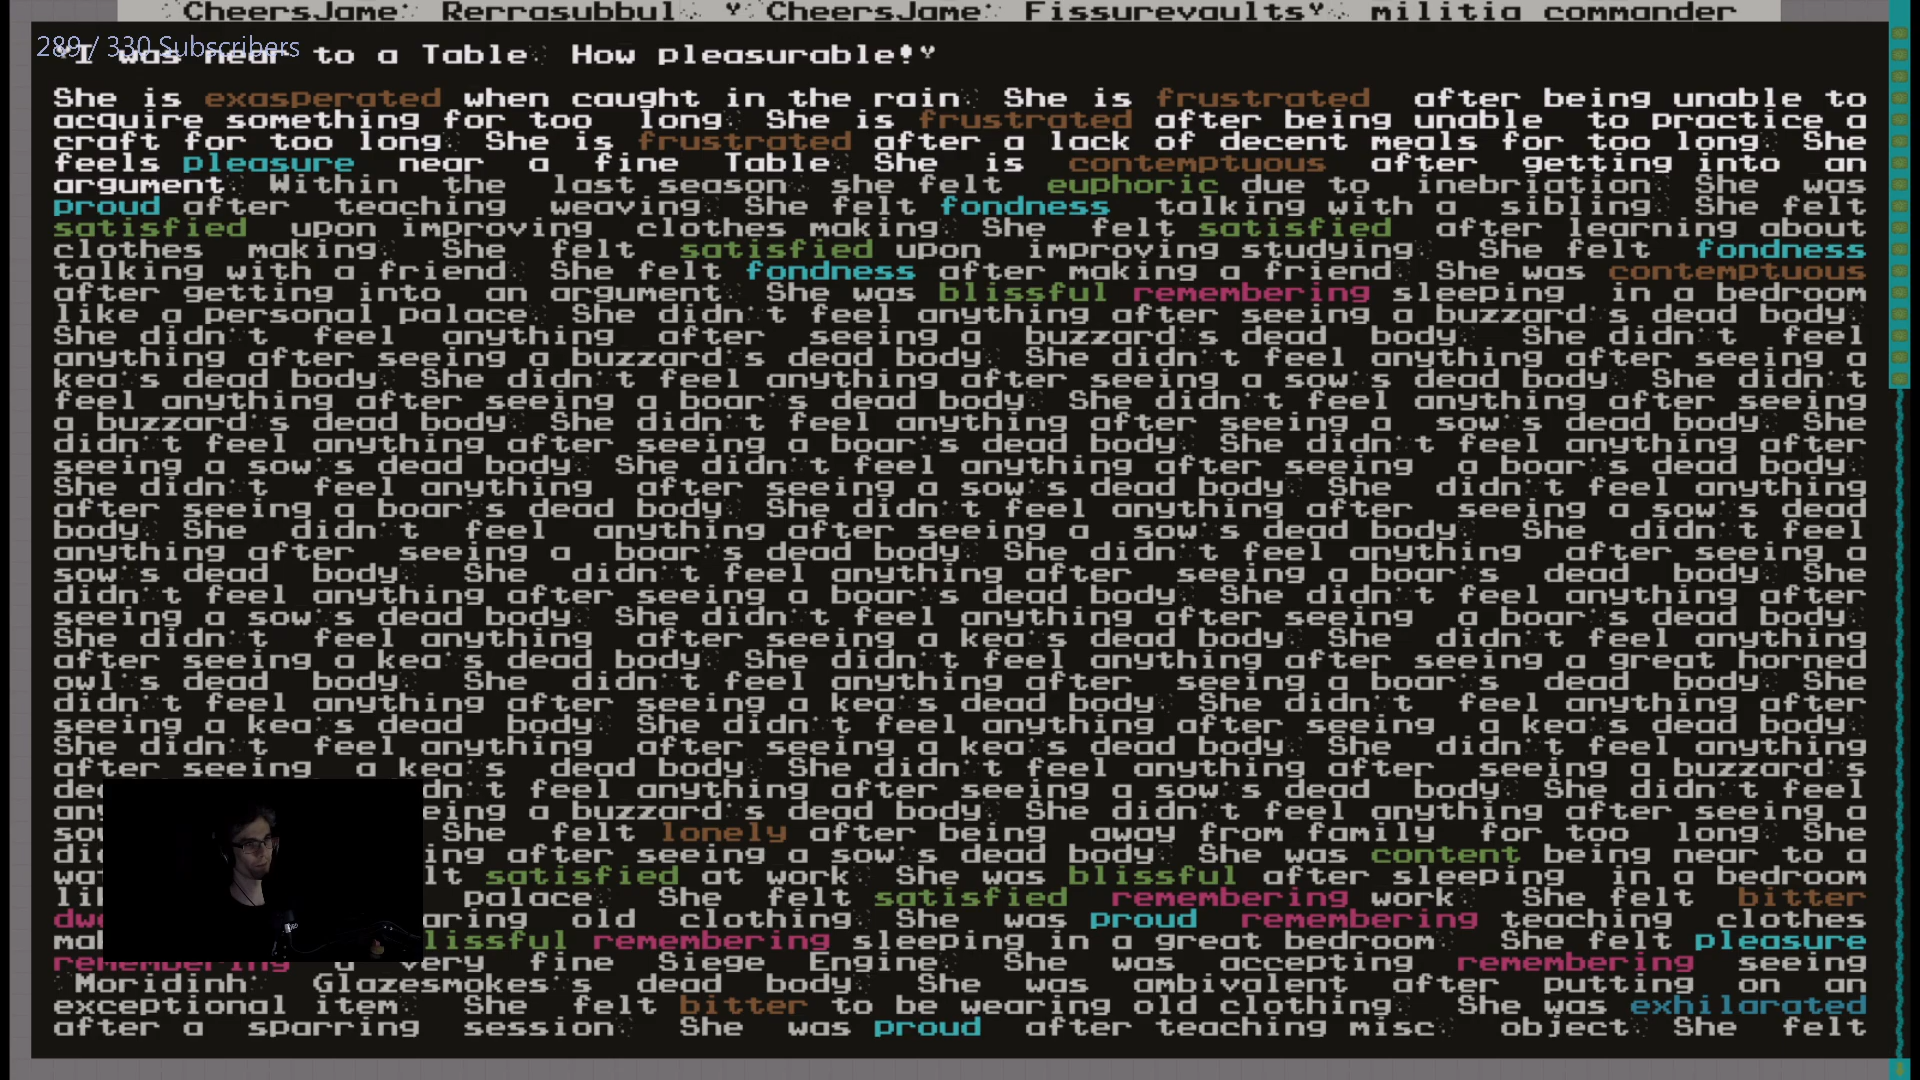 CheersJame Rerrasubbul "CheersJame Fissurevaults" militia commander
289 / 330 Subscribers
"I was near to a Table. How pleasurable!"
She is exasperated when caught in the rain. She is frustrated after being unable to
acquire something for too long. She is frustrated after being unable to practice a
craft for too long. She is frustrated after a lack of decent meals for too long. She
feels pleasure near a fine Table. She is contemptuous after getting into an
argument. Within the last season, she felt euphoric due to inebriation. She was
proud after teaching weaving. She felt fondness talking with a sibling. She felt
satisfied upon improving clothes making. She felt satisfied after learning about
clothes making. She felt satisfied upon improving studying. She felt fondness
talking with a friend. She felt fondness after making a friend. She was contemptuous
after getting into an argument. She was blissful remembering sleeping in a bedroom
like a personal palace. She didn't feel anything after seeing a buzzard's dead body.
She didn't feel anything after seeing a buzzard's dead body. She didn't feel
anything after seeing a buzzard's dead body. She didn't feel anything after seeing a
kea's dead body. She didn't feel anything after seeing a sow's dead body. She didn't
feel anything after seeing a boar's dead body. She didn't feel anything after seeing
a buzzard's dead body. She didn't feel anything after seeing a sow's dead body. She
didn't feel anything after seeing a boar's dead body. She didn't feel anything after
seeing a sow's dead body. She didn't feel anything after seeing a boar's dead body.
She didn't feel anything after seeing a sow's dead body. She didn't feel anything
after seeing a boar's dead body. She didn't feel anything after seeing a sow's dead
body. She didn't feel anything after seeing a sow's dead body. She didn't feel
anything after seeing a boar's dead body. She didn't feel anything after seeing a
sow's dead body. She didn't feel anything after seeing a boar's dead body. She
didn't feel anything after seeing a boar's dead body. She didn't feel anything after
seeing a sow's dead body. She didn't feel anything after seeing a boar's dead body.
She didn't feel anything after seeing a kea's dead body. She didn't feel anything
after seeing a kea's dead body. She didn't feel anything after seeing a great horned
owl's dead body. She didn't feel anything after seeing a boar's dead body. She
didn't feel anything after seeing a kea's dead body. She didn't feel anything after
seeing a kea's dead body. She didn't feel anything after seeing a kea's dead body.
She didn't feel anything after seeing a kea's dead body. She didn't feel anything
after seeing a kea's dead body. She didn't feel anything after seeing a buzzard's
feel anything after seeing a sow's dead body. She didn't feel
a buzzard's dead body. She didn't feel anything after seeing a
She felt lonely after being away from family for too long. She
after seeing a sow's dead body. She was content being near to a
satisfied at work. She was blissful after sleeping in a bedroom
palace. She felt satisfied remembering work. She felt bitter
old clothing. She was proud remembering teaching clothes
remembering sleeping in a great bedroom. She felt pleasure
remembering a very fine Siege Engine. She was accepting remembering seeing
Moridinh Glazesmokes's dead body. She was ambivalent after putting on an
exceptional item. She felt bitter to be wearing old clothing. She was exhilarated
after a sparring session. She was proud after teaching misc. object. She felt